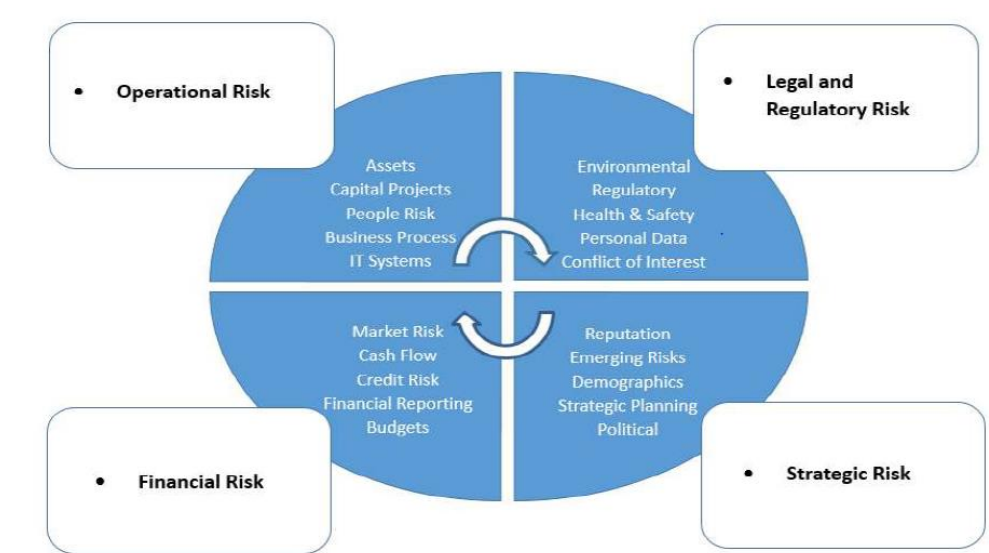 • Operational Risk
• Legal and
Regulatory Risk
Assets
Capital Projects
People Risk
Business Process
IT Systems
Environmental
Regulatory
Health & Safety
Personal Data
Conflict of Interest
Market Risk
Cash Flow
Credit Risk
Financial Reporting
Budgets
Reputation
Emerging Risks
Demographics
Strategic Planning
Political
• Financial Risk
• Strategic Risk